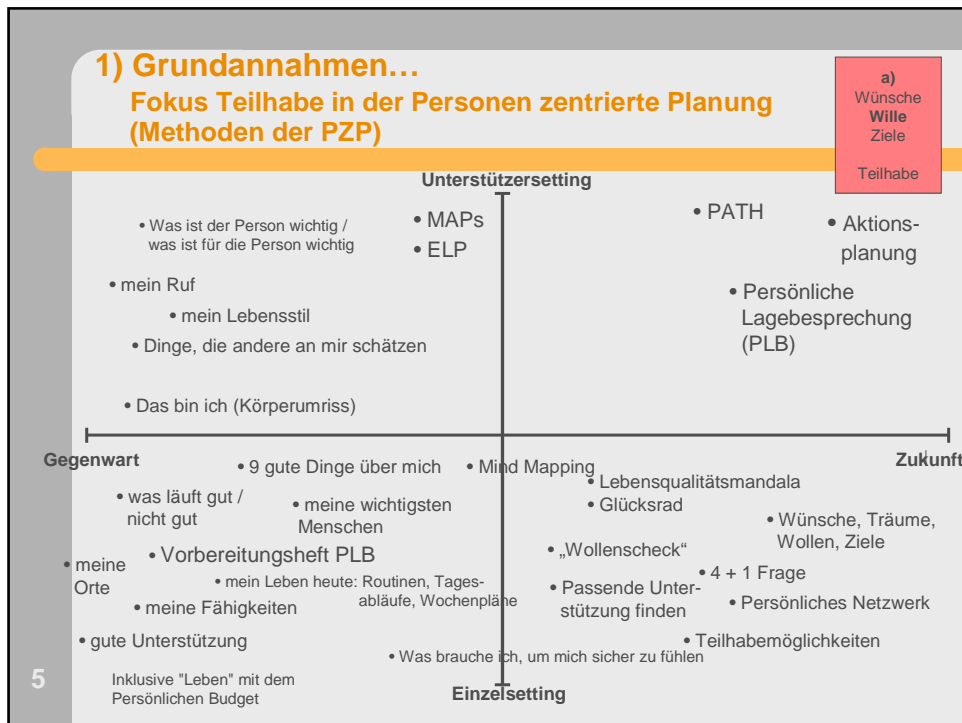 1) Grundannahmen…
Fokus Teilhabe in der Personen zentrierte Planung
(Methoden der PZP)
a)
Wünsche
Wille
Ziele
Teilhabe
Unterstützersetting
• Was ist der Person wichtig /
was ist für die Person wichtig
• MAPs
• ELP
• PATH
• Aktions-
planung
• mein Ruf
• mein Lebensstil
• Dinge, die andere an mir schätzen
• Persönliche
Lagebesprechung
(PLB)
• Das bin ich (Körperumriss)
Gegenwart
Zukunft
• 9 gute Dinge über mich
• Mind Mapping
• Lebensqualitätsmandala
• Glücksrad
• was läuft gut /
nicht gut
• meine wichtigsten
Menschen
• Wünsche, Träume,
Wollen, Ziele
• meine
Orte
• Vorbereitungsheft PLB
• „Wollenscheck“
• 4 + 1 Frage
• mein Leben heute: Routinen, Tages-
abläufe, Wochenpläne
• Passende Unter-
stützung finden
• meine Fähigkeiten
• Persönliches Netzwerk
• gute Unterstützung
• Teilhabemöglichkeiten
• Was brauche ich, um mich sicher zu fühlen
Einzelsetting
5
Inklusive "Leben" mit dem
Persönlichen Budget